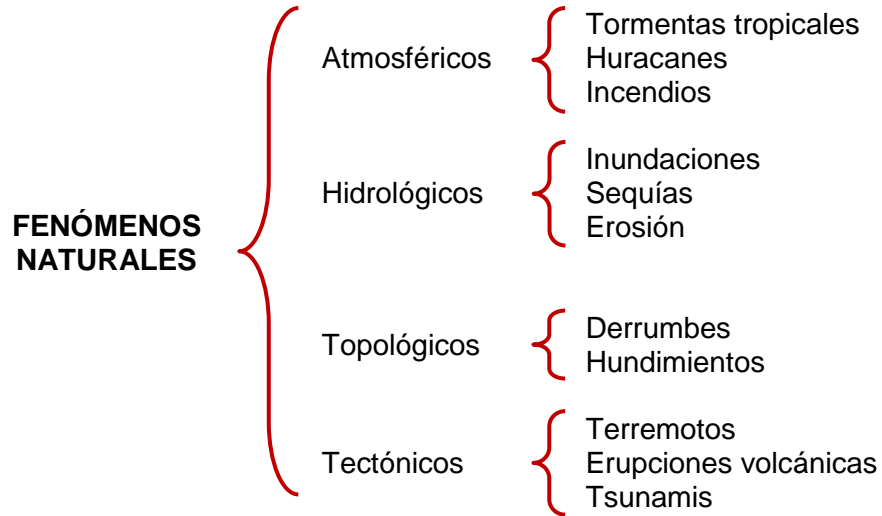 FENÓMENOS
NATURALES
Atmosféricos
Tormentas tropicales
Huracanes
Incendios
Hidrológicos
Inundaciones
Sequías
Erosión
Topológicos
Derrumbes
Hundimientos
Tectónicos
Terremotos
Erupciones volcánicas
Tsunamis